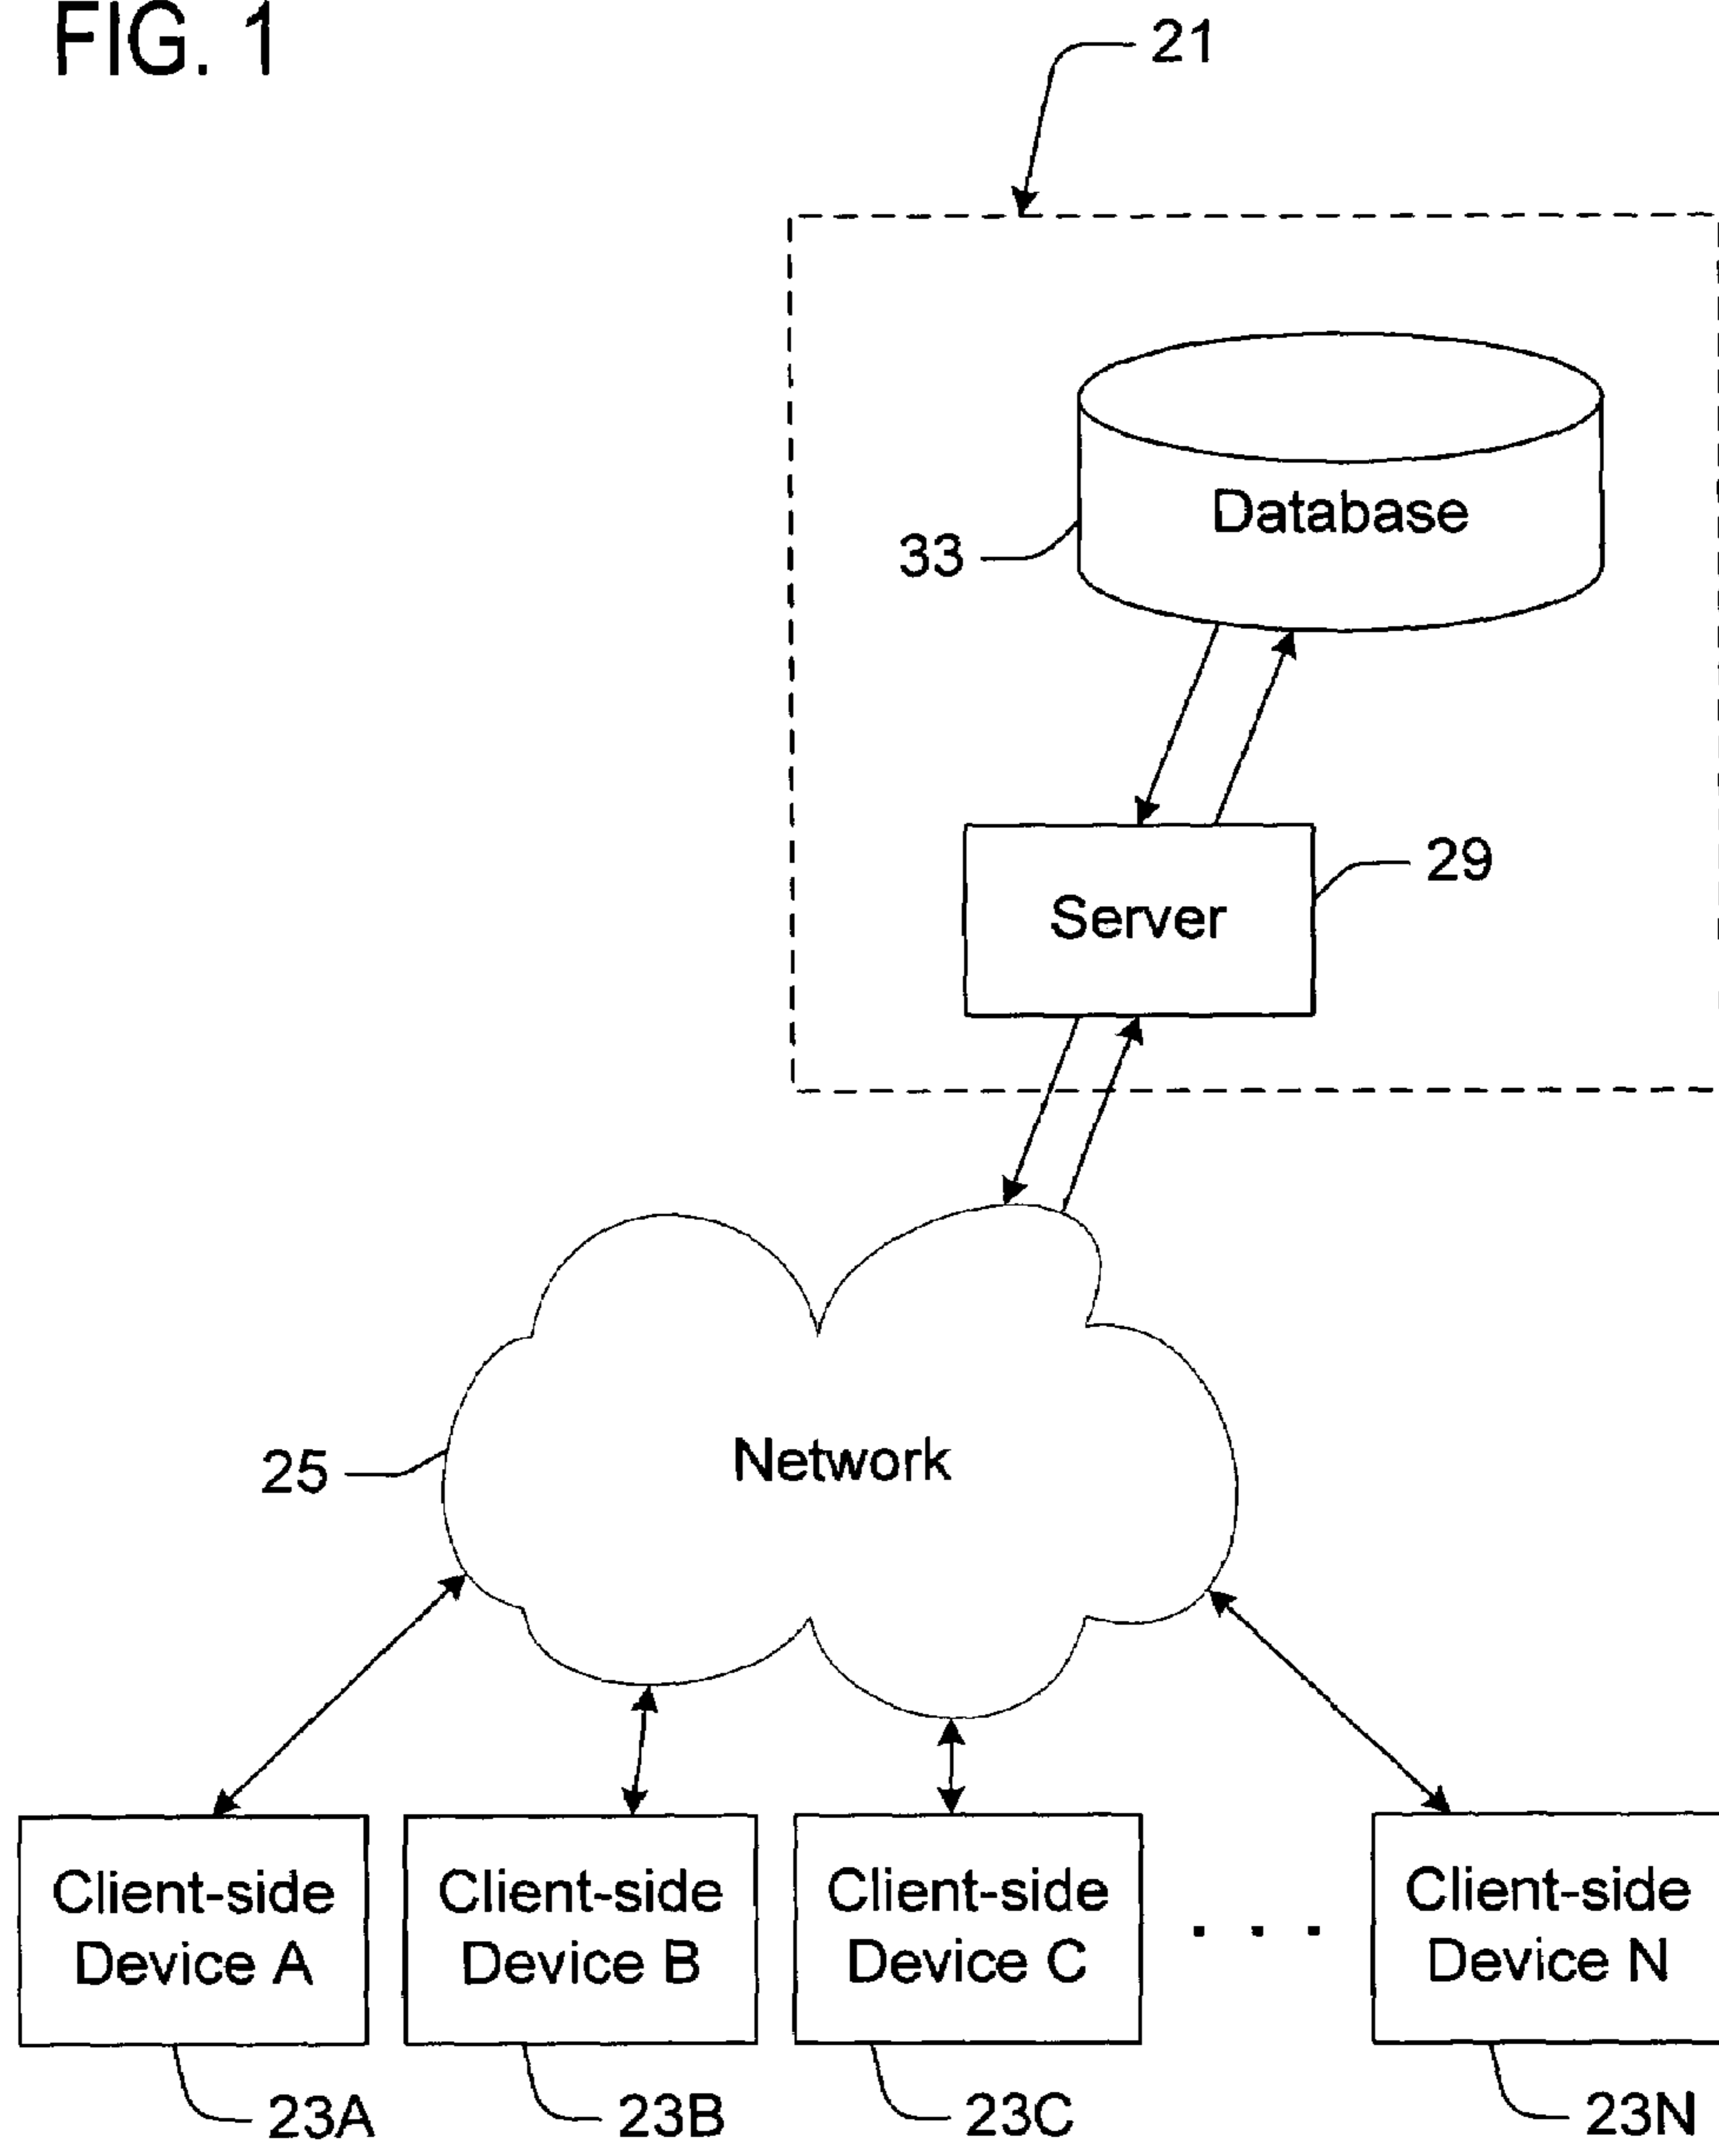 FIG. 1
21
Database
33
Server
29
Network
25
Client-side
Device A
Client-side
Device B
Client-side
Device C
. . .
Client-side
Device N
23A
23B
23C
23N